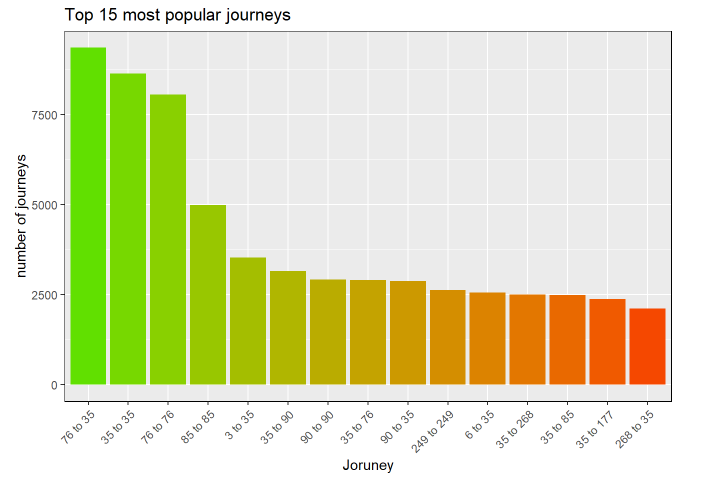 Top 15 most popular journeys
number of journeys
7500
5000
2500
0
76 to 35
35 to 35
76 to 76
85 to 85
3 to 35
35 to 90
90 to 90
35 to 76
90 to 35
249 to 249
6 to 35
35 to 268
35 to 85
35 to 177
268 to 35
Joruney